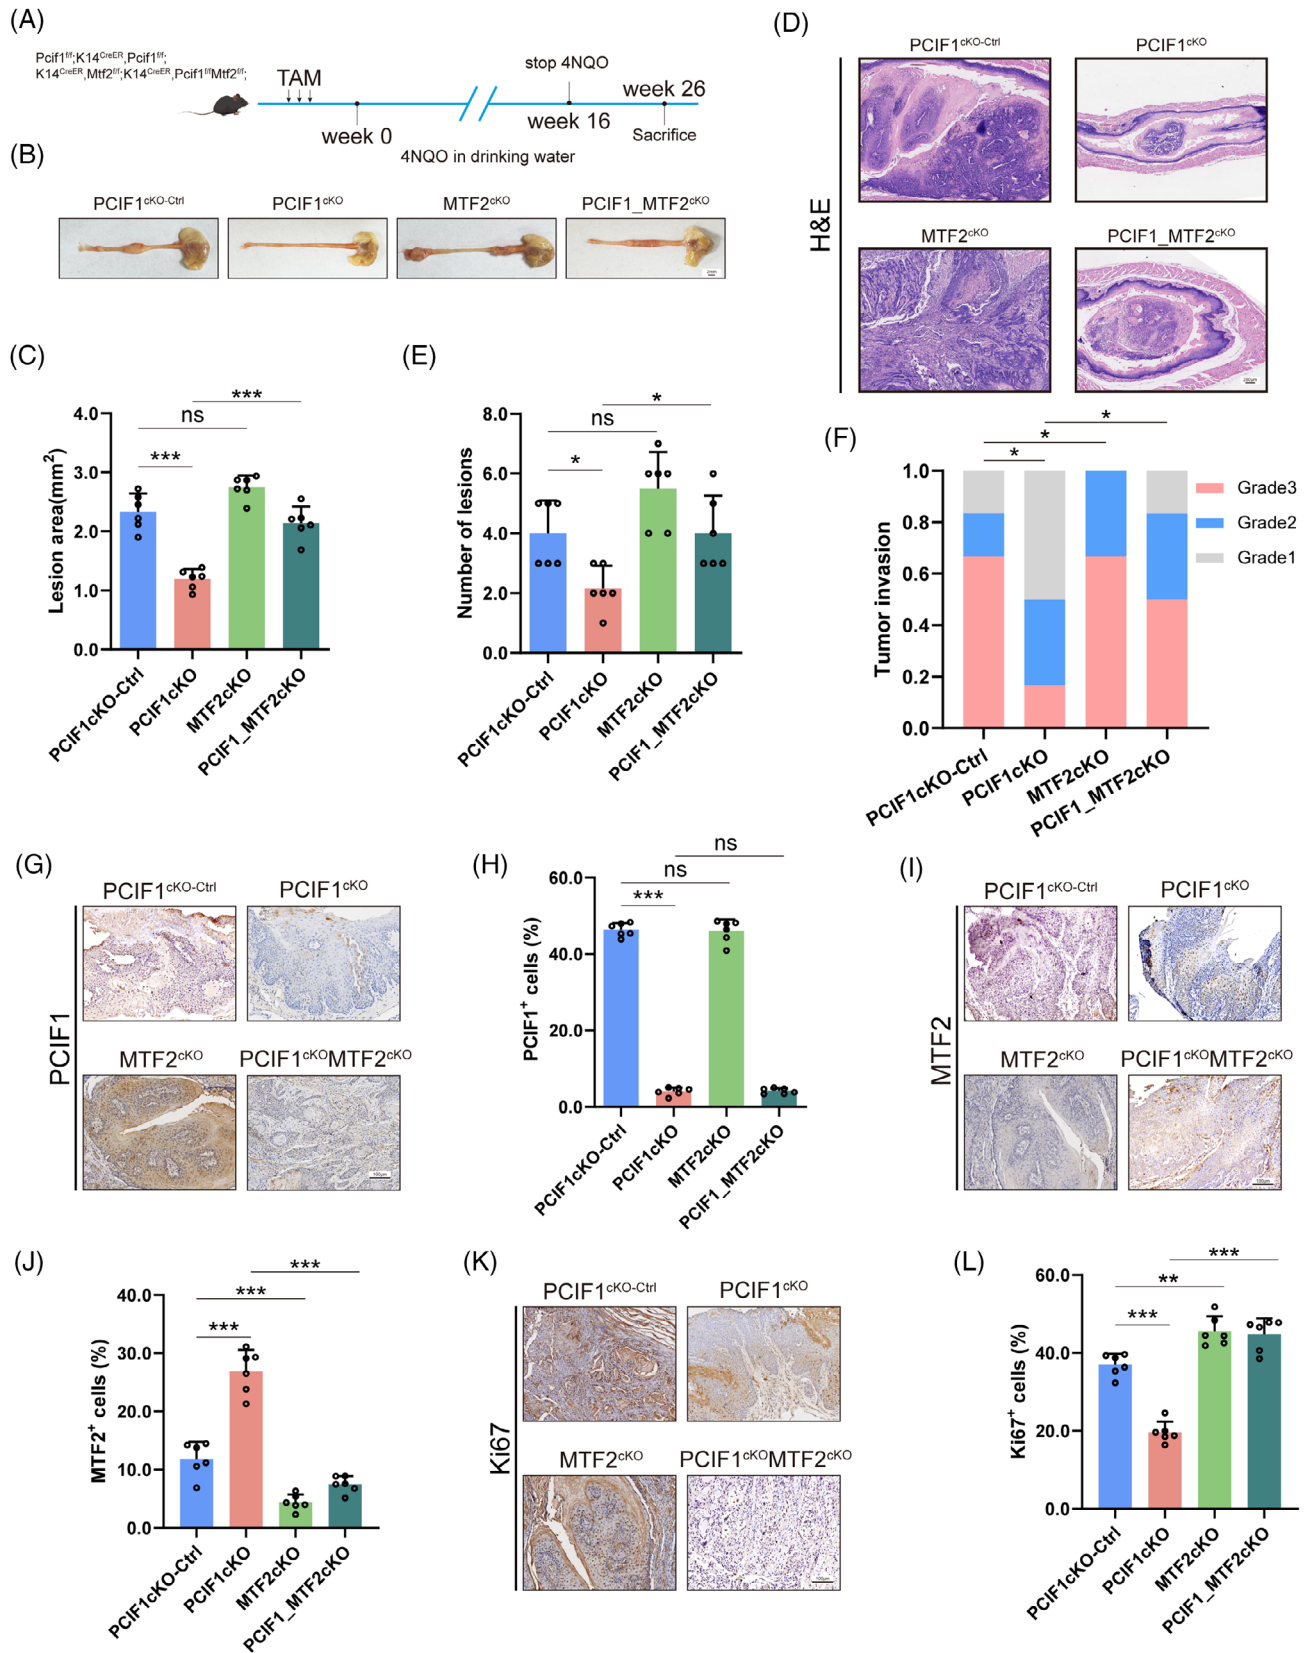 (A)
Pcif1f/f;K14CreER,Pcif1f/f;
K14CreER,Mtf2f/f;K14CreER,Pcif1f/fMtf2f/f;
TAM
stop 4NQO
week 26
week 0
week 16
Sacrifice
4NQO in drinking water
(B)
PCIF1cKO-Ctrl
PCIF1cKO
MTF2cKO
PCIF1_MTF2cKO
2mm
(C)
Lesion area(mm2)
4.0
3.0
2.0
1.0
0.0
***
ns
***
PCIF1cKO-Ctrl
PCIF1cKO
MTF2cKO
PCIF1_MTF2cKO
(D)
H&E
PCIF1cKO-Ctrl
PCIF1cKO
MTF2cKO
PCIF1_MTF2cKO
200μm
(E)
Number of lesions
8.0
6.0
4.0
2.0
0.0
*
ns
*
PCIF1cKO-Ctrl
PCIF1cKO
MTF2cKO
PCIF1_MTF2cKO
(F)
Tumor invasion
1.0
0.8
0.6
0.4
0.2
0.0
*
*
*
Grade3
Grade2
Grade1
PCIF1cKO-Ctrl
PCIF1cKO
MTF2cKO
PCIF1_MTF2cKO
(G)
PCIF1
PCIF1cKO-Ctrl
PCIF1cKO
MTF2cKO
PCIF1cKOMTF2cKO
100μm
(H)
PCIF1+ cells (%)
60.0
40.0
20.0
0.0
ns
ns
***
PCIF1cKO-Ctrl
PCIF1cKO
MTF2cKO
PCIF1_MTF2cKO
(I)
MTF2
PCIF1cKO-Ctrl
PCIF1cKO
MTF2cKO
PCIF1cKOMTF2cKO
100μm
(J)
MTF2+ cells (%)
40.0
30.0
20.0
10.0
0.0
***
***
***
PCIF1cKO-Ctrl
PCIF1cKO
MTF2cKO
PCIF1_MTF2cKO
(K)
Ki67
PCIF1cKO-Ctrl
PCIF1cKO
MTF2cKO
PCIF1cKOMTF2cKO
100μm
(L)
Ki67+ cells (%)
60.0
40.0
20.0
0.0
***
**
***
PCIF1cKO-Ctrl
PCIF1cKO
MTF2cKO
PCIF1_MTF2cKO